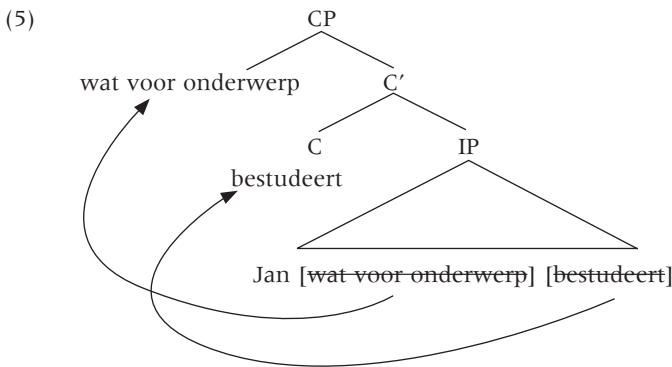 (5)
CP
wat voor onderwerp
C′
C
IP
bestudeert
Jan [wat voor onderwerp] [bestudeert]